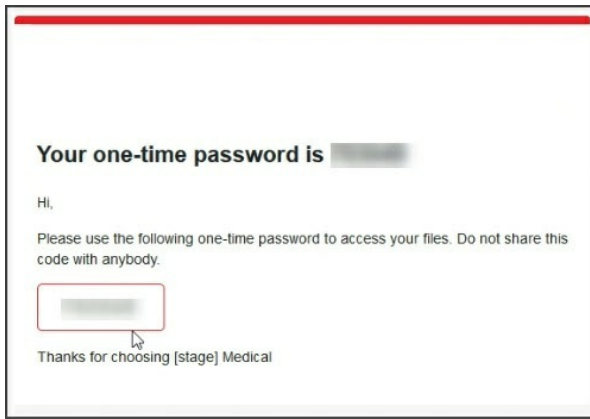 Your one-time password is
Hi,
Please use the following one-time password to access your files. Do not share this
code with anybody.
Thanks for choosing [stage] Medical